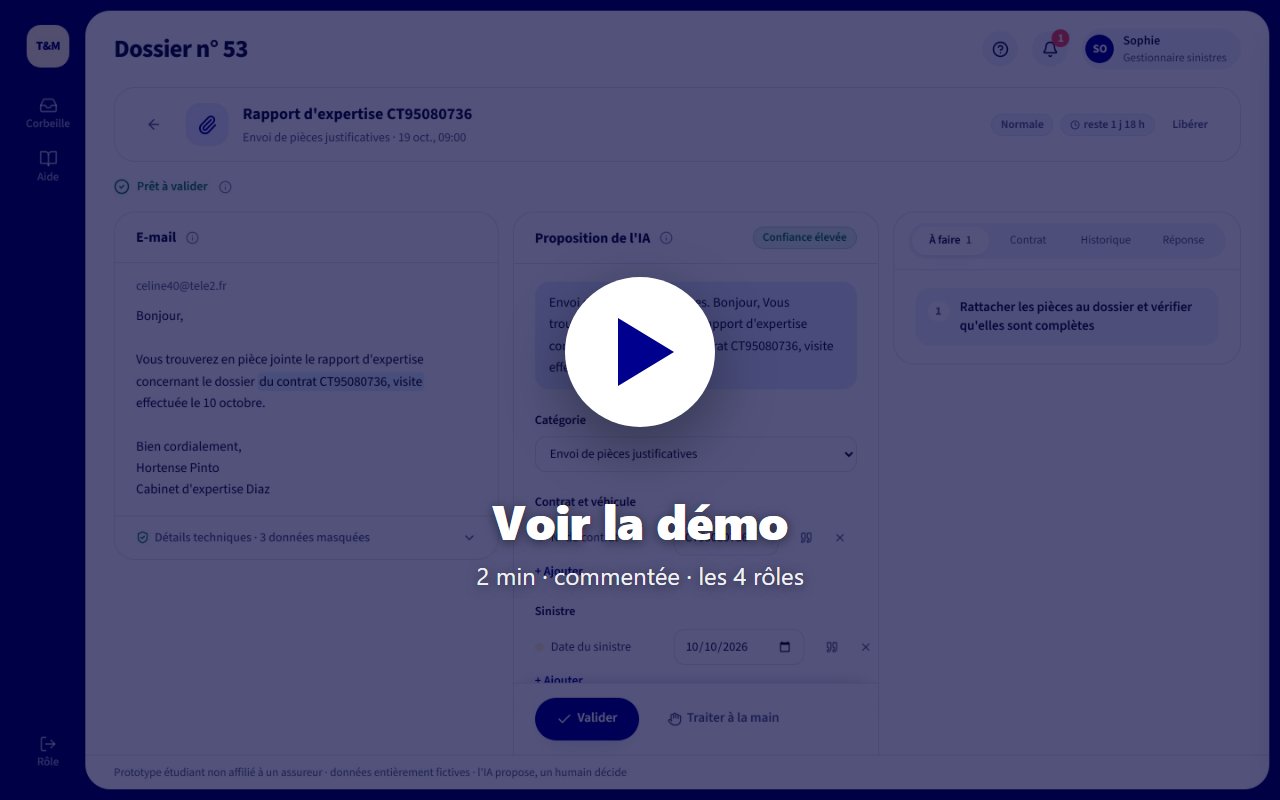 T&M
Dossier n° 53
1
SO
Sophie
Gestionnaire sinistres
Corbeille
Aide
Rapport d'expertise CT95080736
Envoi de pièces justificatives · 19 oct., 09:00
Normale
reste 1 j 18 h
Libérer
Prêt à valider
E-mail
celine40@tele2.fr
Bonjour,
Vous trouverez en pièce jointe le rapport d'expertise
concernant le dossier du contrat CT95080736, visite
effectuée le 10 octobre.
Bien cordialement,
Hortense Pinto
Cabinet d'expertise Diaz
Détails techniques · 3 données masquées
Proposition de l'IA
Confiance élevée
Envoi es. Bonjour, Vous
trou rapport d'expertise
con rat CT95080736, visite
effe
Catégorie
Envoi de pièces justificatives
Contrat et véhicule
+ Ajouter
Sinistre
Date du sinistre
10/10/2026
+ Ajouter
Valider
Traiter à la main
À faire 1
Contrat
Historique
Réponse
1
Rattacher les pièces au dossier et vérifier
qu'elles sont complètes
Voir la démo
2 min · commentée · les 4 rôles
Rôle
Prototype étudiant non affilié à un assureur · données entièrement fictives · l'IA propose, un humain décide